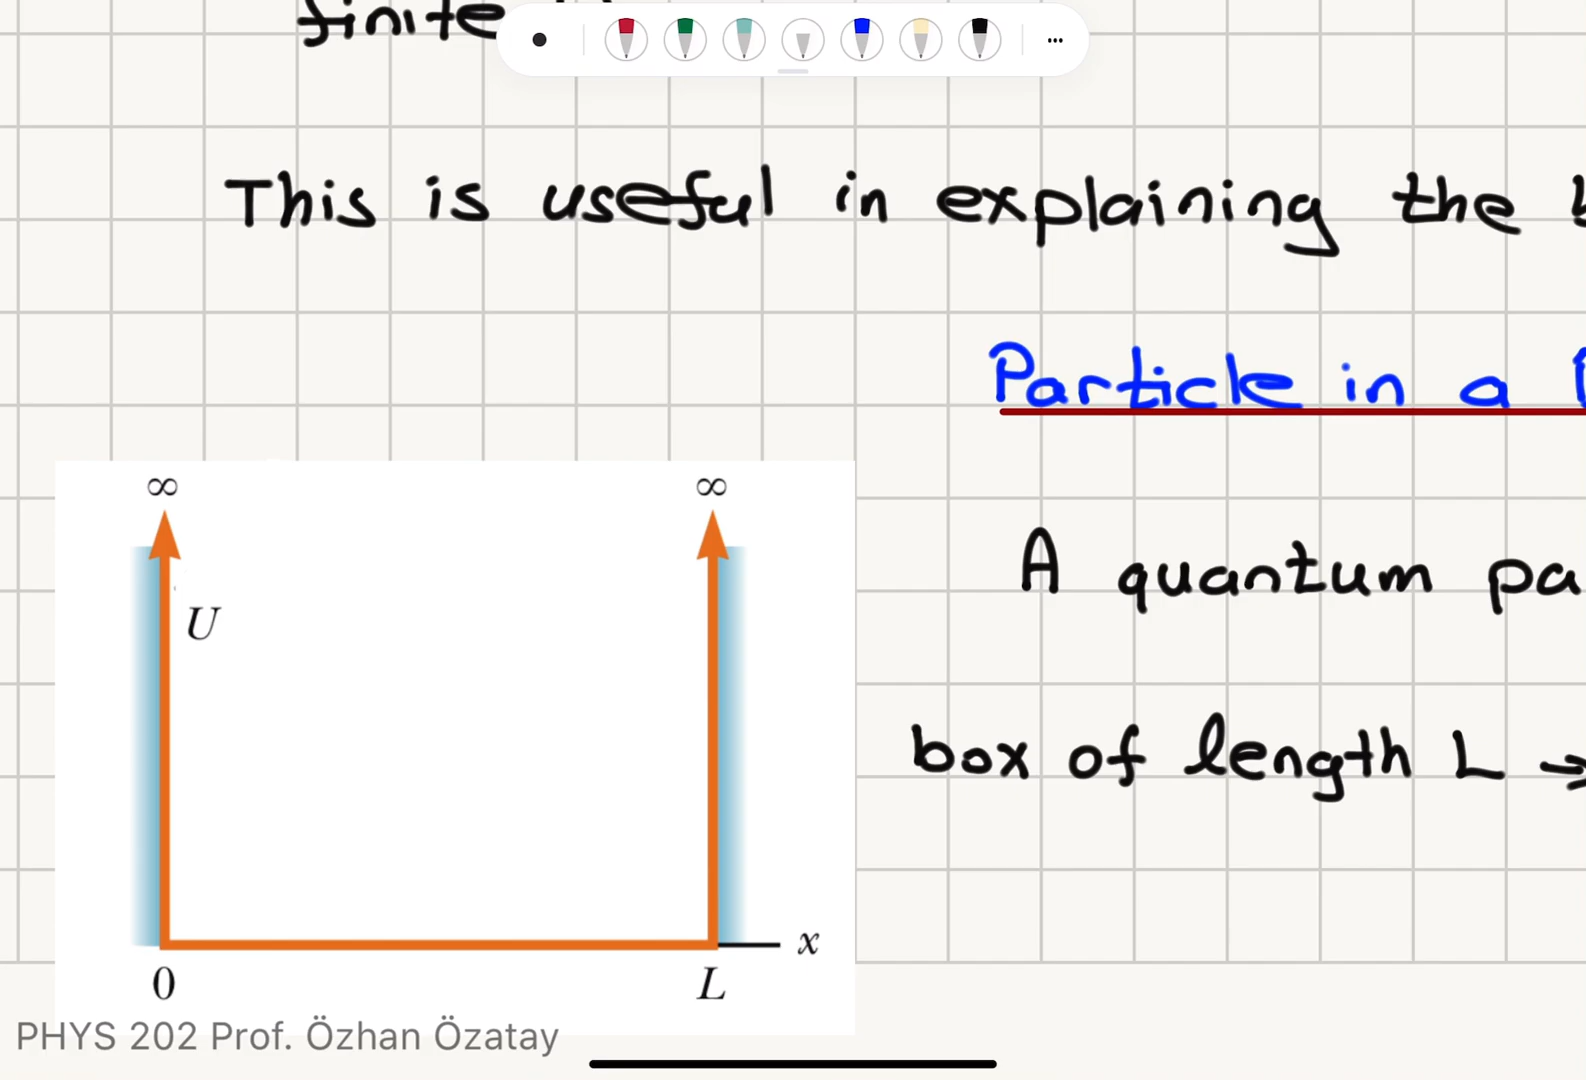 finite
This is useful in explaining the
Particle in a
A quantum pa
box of length L →
∞ ∞
U
x
0 L
PHYS 202 Prof. Özhan Özatay